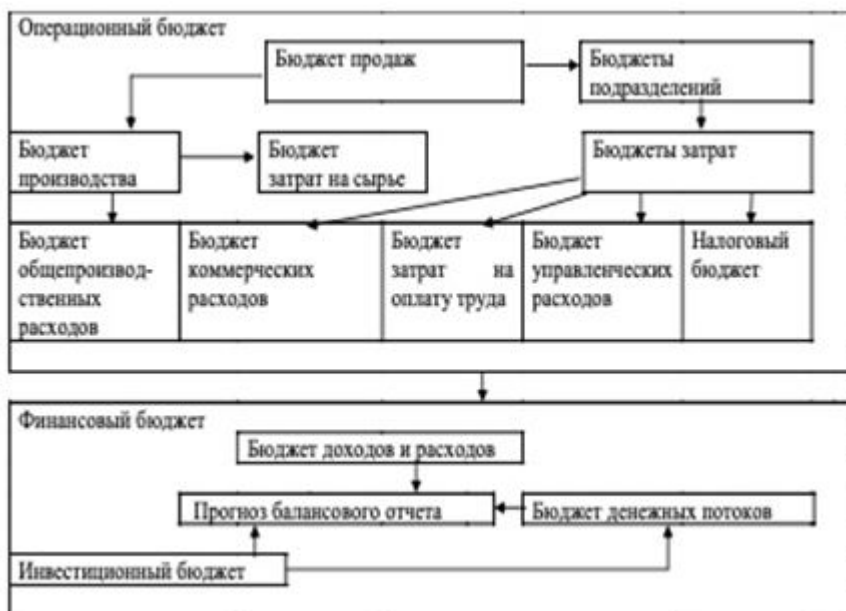 Операционный бюджет
Бюджет продаж
Бюджеты
подразделений
Бюджет
производства
Бюджет
затрат на сырье
Бюджеты затрат
Бюджет
общепроизвод-
ственных
расходов
Бюджет
коммерческих
расходов
Бюджет
затрат на
оплату труда
Бюджет
управленческих
расходов
Налоговый
бюджет
Финансовый бюджет
Бюджет доходов и расходов
Прогноз балансового отчета
Бюджет денежных потоков
Инвестиционный бюджет